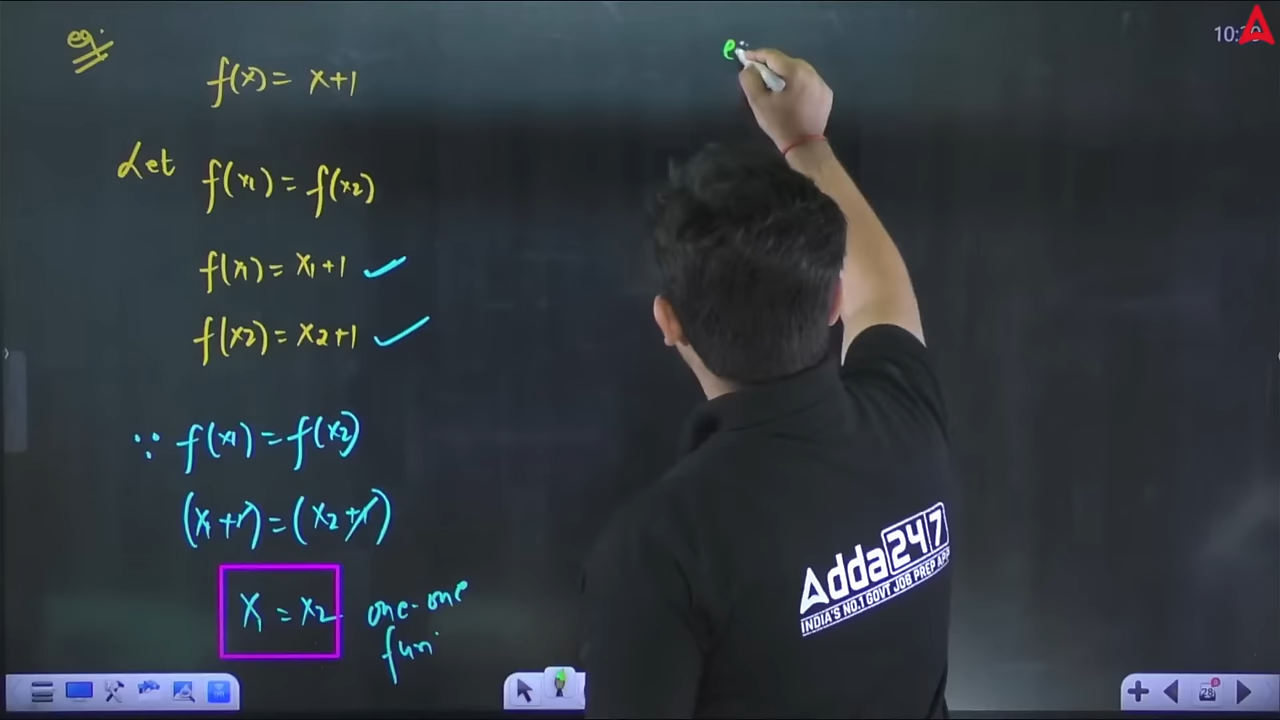 eg.
f(x) = x+1
Let f(x1) = f(x2)
f(x1) = x1+1 ✓
f(x2) = x2+1 ✓
∵ f(x1) = f(x2)
(x1+1) = (x2+1)
x1 = x2 one-one
fun
Adda247
INDIA'S NO.1 GOVT JOB PREP APP
28